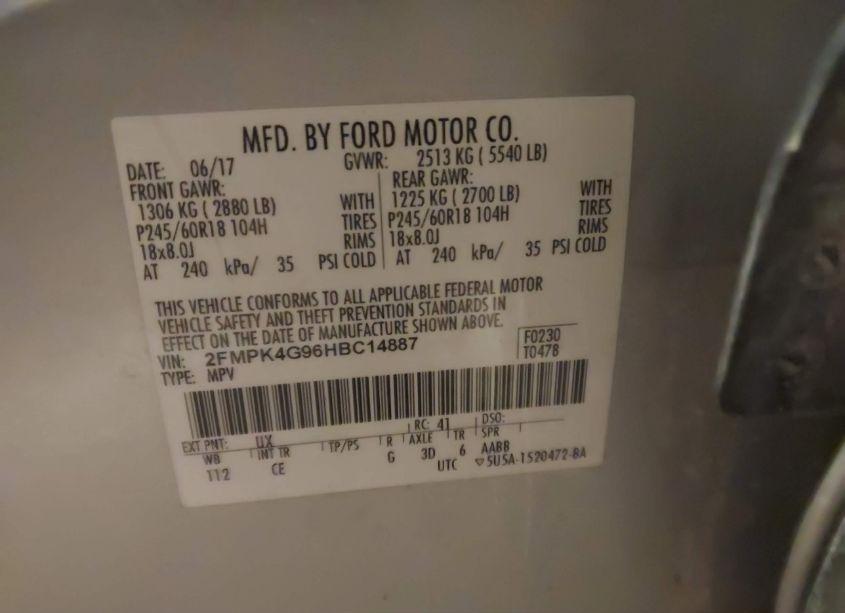 MFD. BY FORD MOTOR CO.
DATE: 06/17 GVWR: 2513 KG ( 5540 LB)
FRONT GAWR: REAR GAWR:
1306 KG ( 2880 LB) WITH 1225 KG ( 2700 LB) WITH
P245/60R18 104H TIRES P245/60R18 104H TIRES
18x8.0J RIMS 18x8.0J RIMS
AT 240 kPa/ 35 PSI COLD AT 240 kPa/ 35 PSI COLD
THIS VEHICLE CONFORMS TO ALL APPLICABLE FEDERAL MOTOR
VEHICLE SAFETY AND THEFT PREVENTION STANDARDS IN
EFFECT ON THE DATE OF MANUFACTURE SHOWN ABOVE.
VIN: 2FMPK4G96HBC14887 F0230
TYPE: MPV T0478
EXT PNT: UX RC: 41 DSO:
WB INT TR TP/PS R AXLE TR SPR
112 CE G 3D 6 AABB
UTC ▽5U5A-1520472-BA